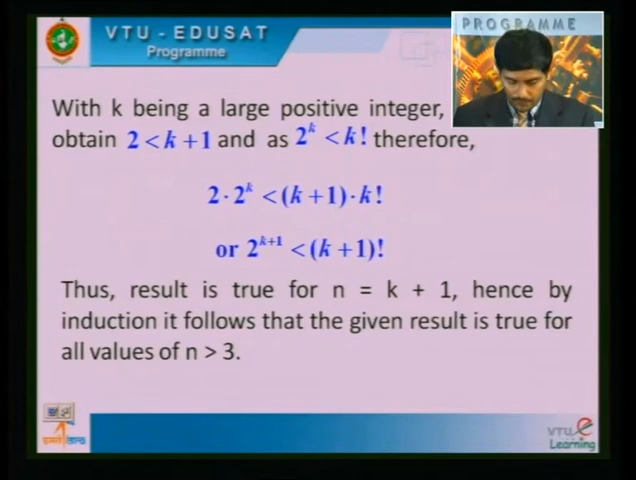 VTU - EDUSAT
Programme
PROGRAMME
With k being a large positive integer,
obtain 2 < k + 1 and as 2^k < k! therefore,
2 · 2^k < (k + 1) · k!
or 2^{k+1} < (k + 1)!
Thus, result is true for n = k + 1, hence by
induction it follows that the given result is true for
all values of n > 3.
VTU e
Learning